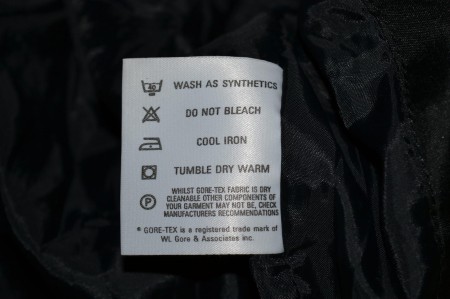 40 WASH AS SYNTHETICS
DO NOT BLEACH
COOL IRON
TUMBLE DRY WARM
P WHILST GORE-TEX FABRIC IS DRY
CLEANABLE OTHER COMPONENTS OF
YOUR GARMENT MAY NOT BE, CHECK
MANUFACTURERS RECOMMENDATIONS
* GORE-TEX is a registered trade mark of
WL Gore & Associates inc.